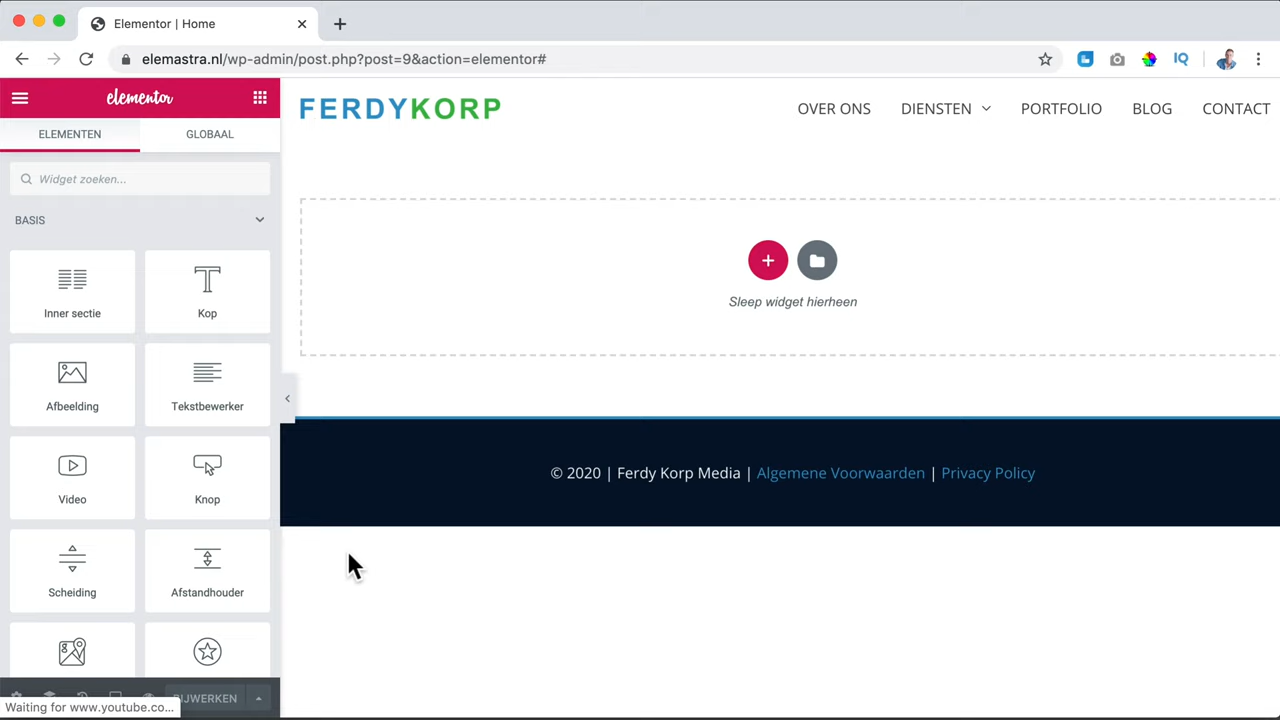 Elementor | Home
elemastra.nl/wp-admin/post.php?post=9&action=elementor#
IQ
elementor
ELEMENTEN GLOBAAL
Widget zoeken...
BASIS
Inner sectie Kop
Afbeelding Tekstbewerker
Video Knop
Scheiding Afstandhouder
BIJWERKEN
Waiting for www.youtube.co...
FERDYKORP OVER ONS DIENSTEN PORTFOLIO BLOG CONTACT
Sleep widget hierheen
© 2020 | Ferdy Korp Media | Algemene Voorwaarden | Privacy Policy